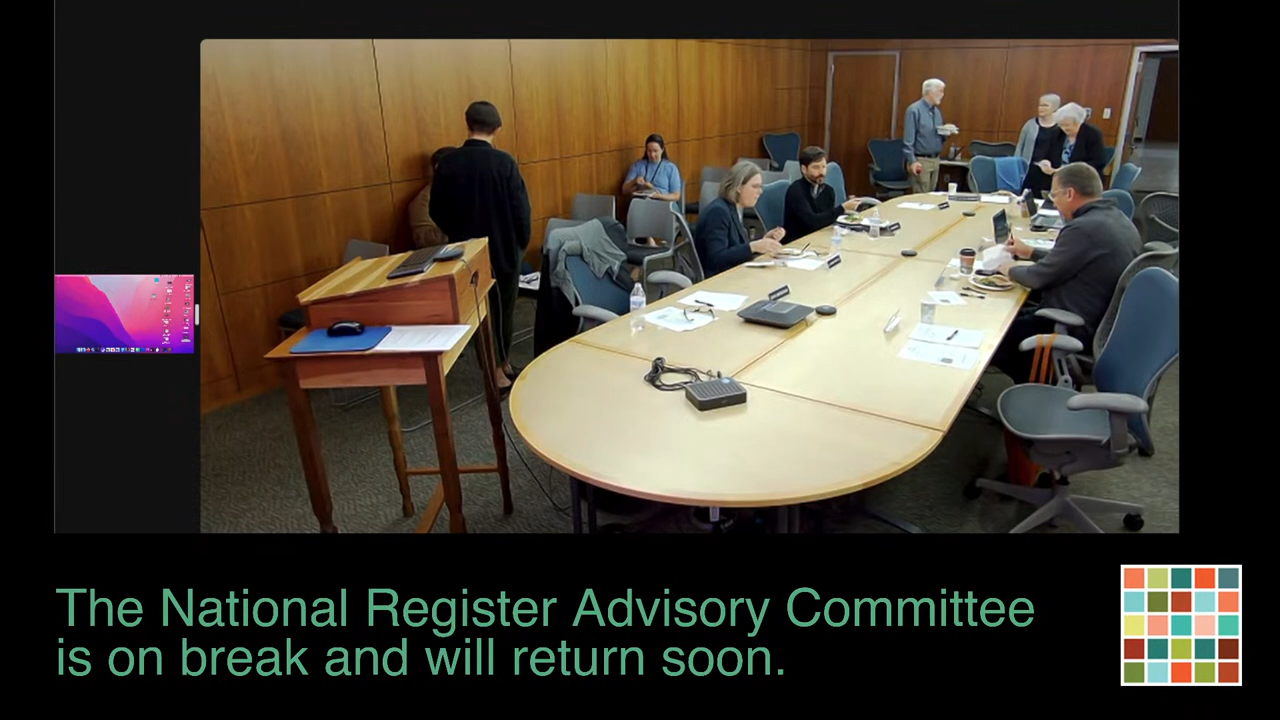 The National Register Advisory Committee
is on break and will return soon.